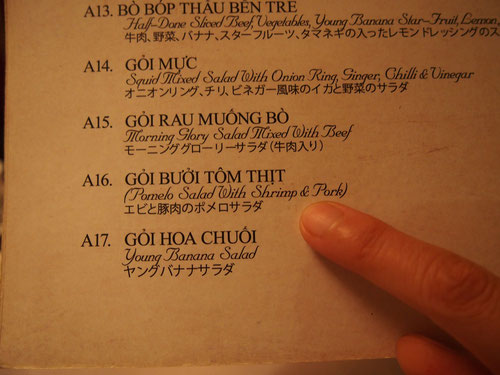 A13. BÒ BÓP THẤU BẾN TRE
Half-Done Sliced Beef, Vegetables, Young Banana Star-Fruit, Lemon,
牛肉、野菜、バナナ、スターフルーツ、タマネギの入ったレモンドレッシングのス
A14. GỎI MỰC
Squid Mixed Salad With Onion Ring, Ginger, Chilli & Vinegar
オニオンリング、チリ、ビネガー風味のイカと野菜のサラダ
A15. GỎI RAU MUỐNG BÒ
Morning Glory Salad Mixed With Beef
モーニンググローリーサラダ(牛肉入り)
A16. GỎI BƯỞI TÔM THỊT
(Pomelo Salad With Shrimp & Pork)
エビと豚肉のポメロサラダ
A17. GỎI HOA CHUỐI
Young Banana Salad
ヤングバナナサラダ